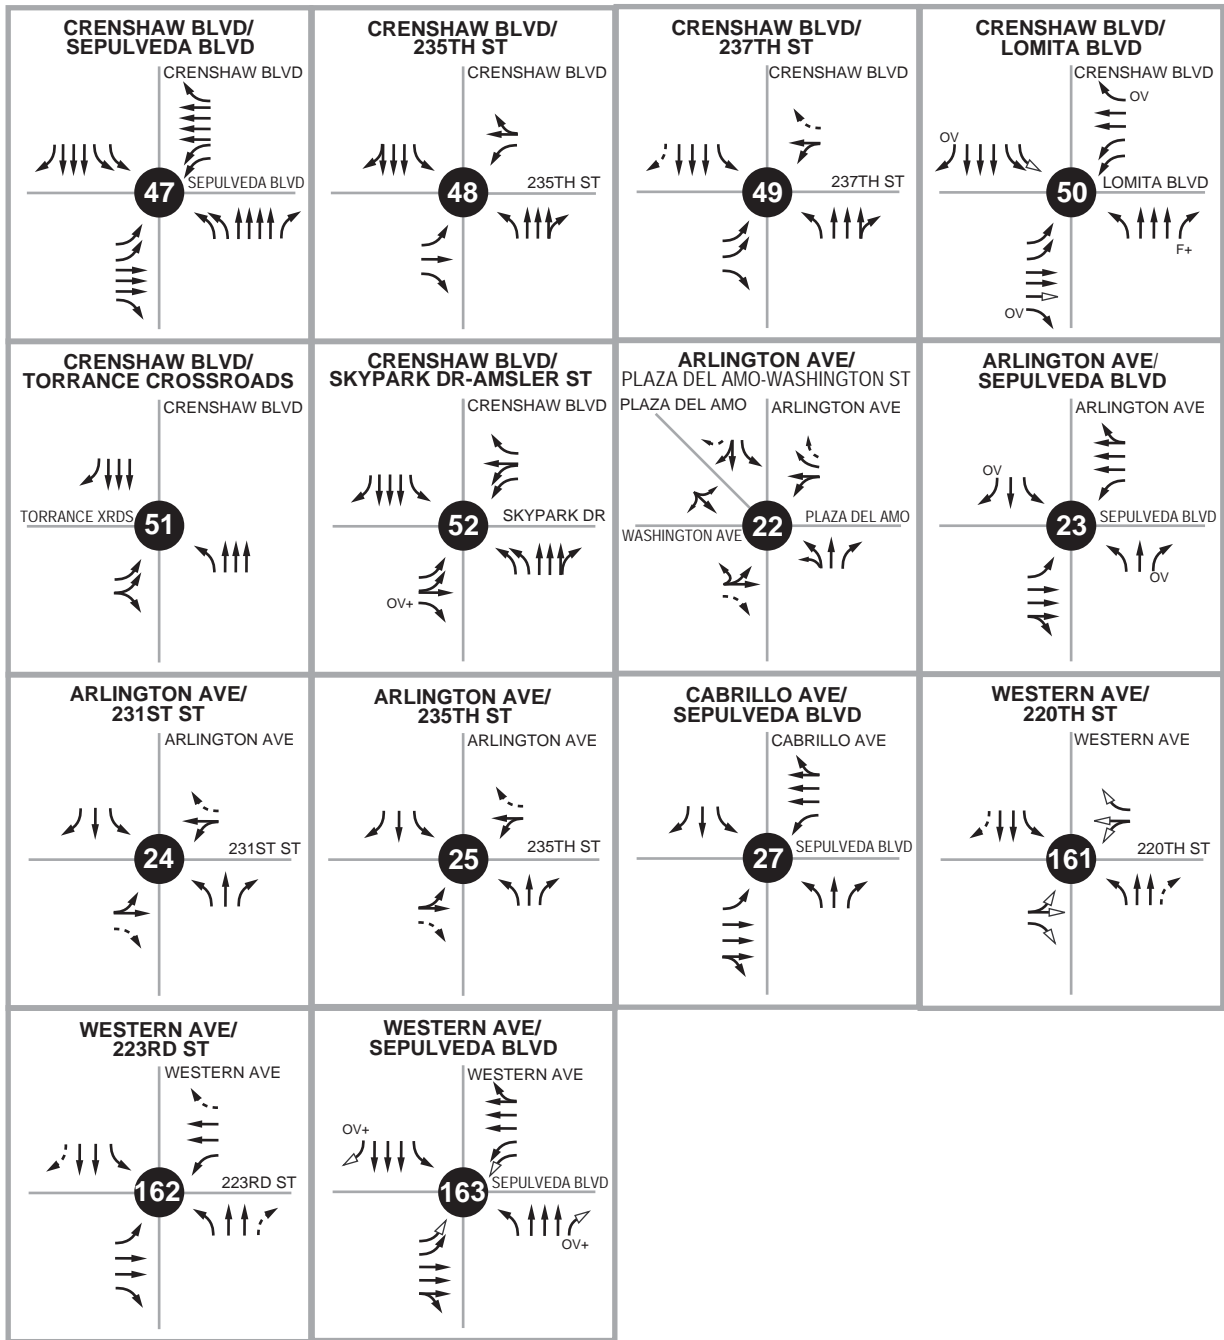 CRENSHAW BLVD/
SEPULVEDA BLVD
CRENSHAW BLVD
47
SEPULVEDA BLVD
CRENSHAW BLVD/
235TH ST
CRENSHAW BLVD
48
235TH ST
CRENSHAW BLVD/
237TH ST
CRENSHAW BLVD
49
237TH ST
CRENSHAW BLVD/
LOMITA BLVD
CRENSHAW BLVD
OV
OV
50
LOMITA BLVD
F+
OV
CRENSHAW BLVD/
TORRANCE CROSSROADS
CRENSHAW BLVD
TORRANCE XRDS
51
CRENSHAW BLVD/
SKYPARK DR-AMSLER ST
CRENSHAW BLVD
52
SKYPARK DR
OV+
ARLINGTON AVE/
PLAZA DEL AMO-WASHINGTON ST
PLAZA DEL AMO
ARLINGTON AVE
22
PLAZA DEL AMO
WASHINGTON AVE
ARLINGTON AVE/
SEPULVEDA BLVD
ARLINGTON AVE
OV
23
SEPULVEDA BLVD
OV
ARLINGTON AVE/
231ST ST
ARLINGTON AVE
24
231ST ST
ARLINGTON AVE/
235TH ST
ARLINGTON AVE
25
235TH ST
CABRILLO AVE/
SEPULVEDA BLVD
CABRILLO AVE
27
SEPULVEDA BLVD
WESTERN AVE/
220TH ST
WESTERN AVE
161
220TH ST
WESTERN AVE/
223RD ST
WESTERN AVE
162
223RD ST
WESTERN AVE/
SEPULVEDA BLVD
WESTERN AVE
OV+
163
SEPULVEDA BLVD
OV+